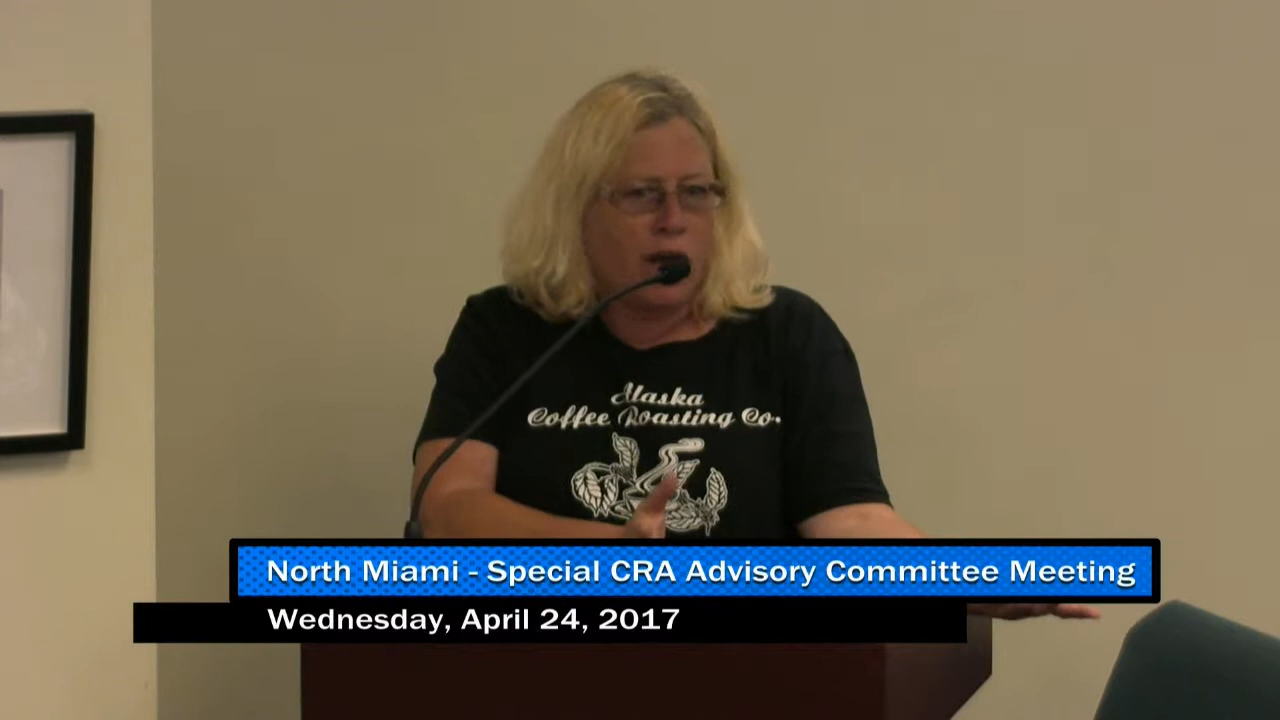 Alaska
Coffee Roasting Co.
North Miami - Special CRA Advisory Committee Meeting
Wednesday, April 24, 2017